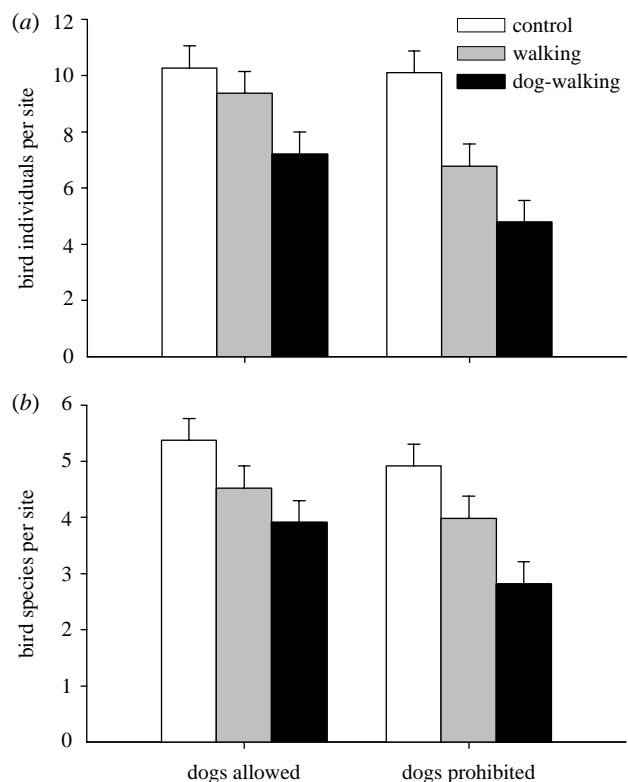 (a)
12
10
8
6
4
2
0
bird individuals per site
control
walking
dog-walking
(b)
6
5
4
3
2
1
0
bird species per site
dogs allowed
dogs prohibited